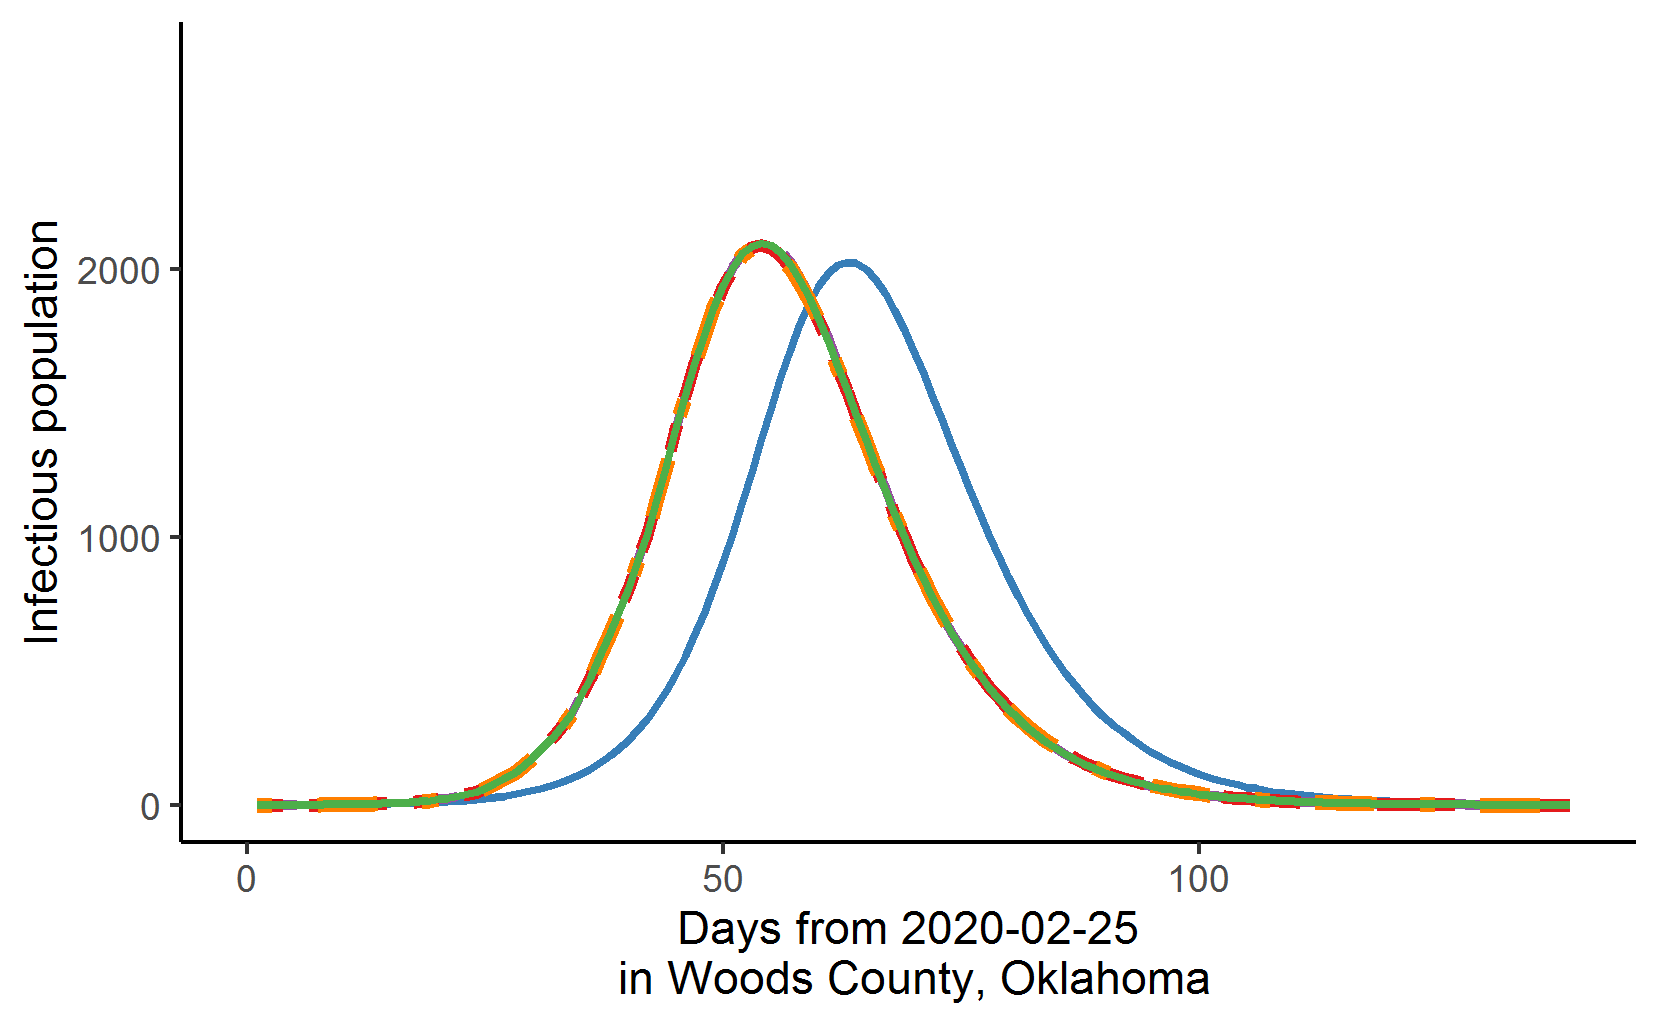 Infectious population
2000
1000
0
0 50 100
Days from 2020-02-25
in Woods County, Oklahoma